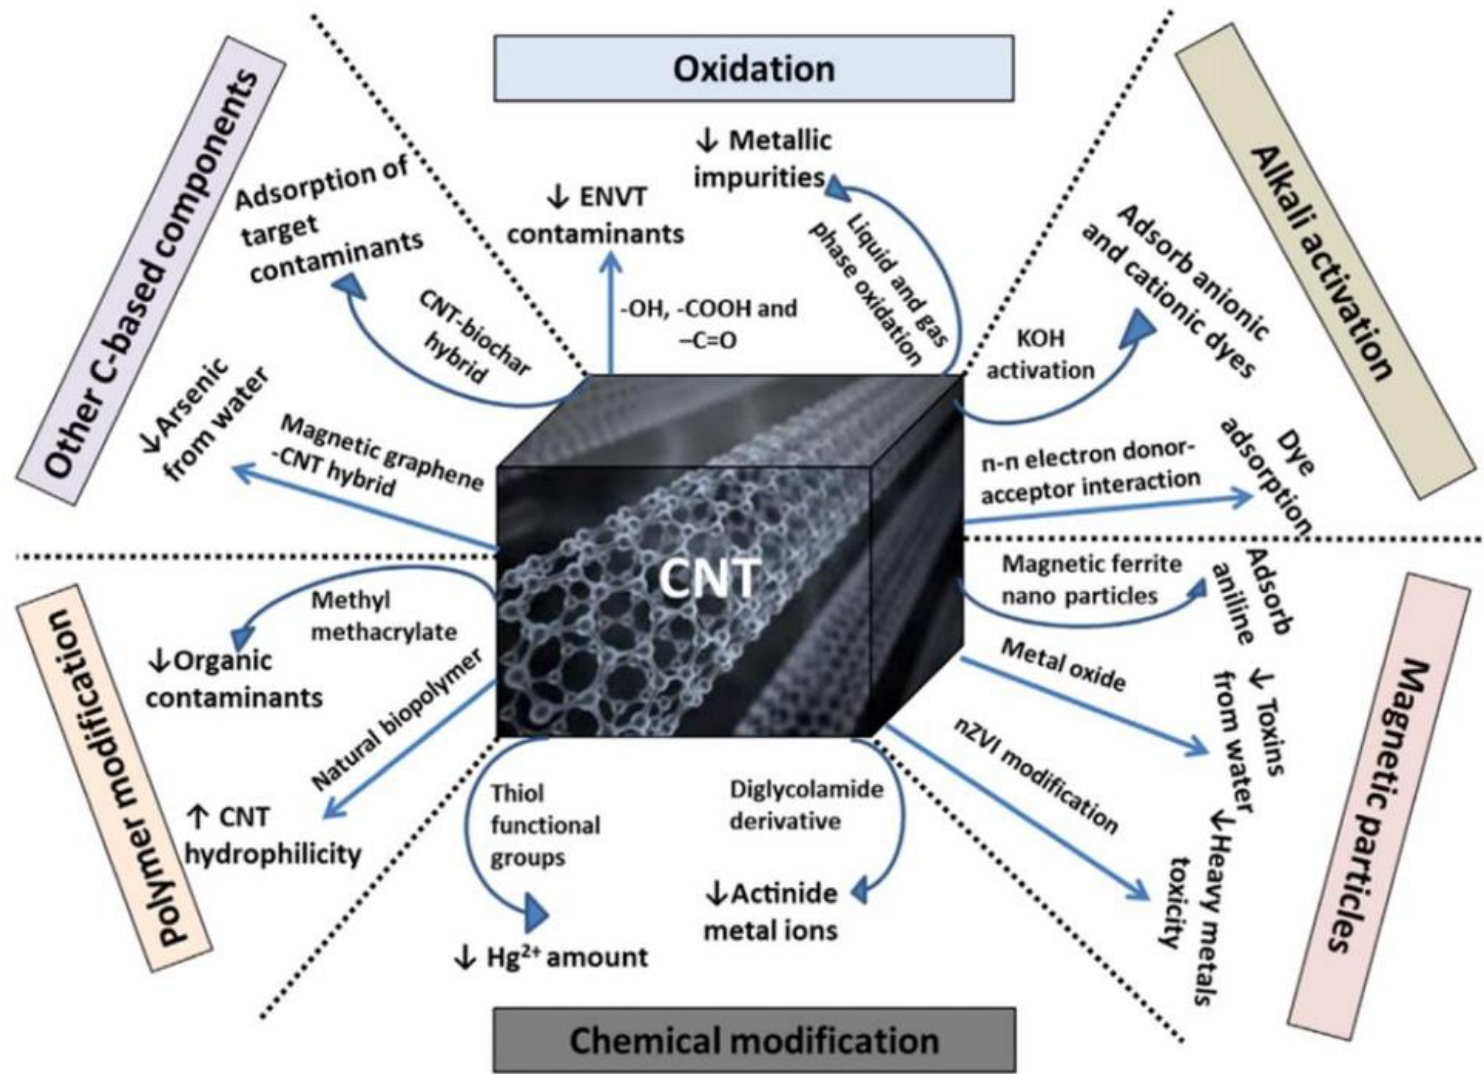 Oxidation
↓ Metallic
impurities
↓ ENVT
contaminants
-OH, -COOH and
–C=O
Liquid and gas
phase oxidation
Alkali activation
Adsorb anionic
and cationic dyes
KOH
activation
n-n electron donor-
acceptor interaction
Dye
adsorption
Magnetic particles
Magnetic ferrite
nano particles
Adsorb
aniline
Metal oxide
↓ Toxins
from water
nZVI modification
↓Heavy metals
toxicity
Chemical modification
Diglycolamide
derivative
↓Actinide
metal ions
Thiol
functional
groups
↓ Hg²⁺ amount
Polymer modification
Methyl
methacrylate
↓Organic
contaminants
Natural biopolymer
↑ CNT
hydrophilicity
Other C-based components
Adsorption of
target
contaminants
CNT-biochar
hybrid
↓Arsenic
from water
Magnetic graphene
-CNT hybrid
CNT